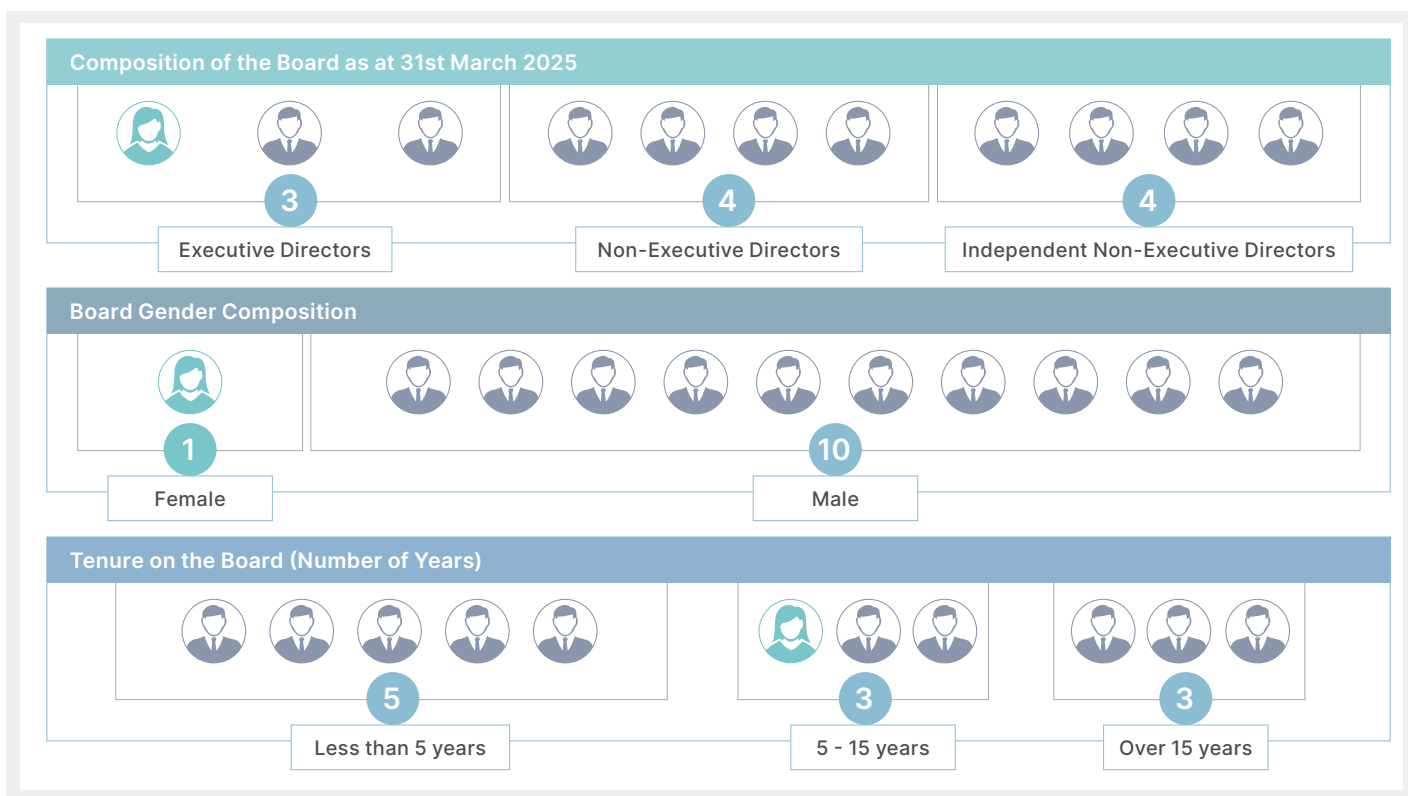 Composition of the Board as at 31st March 2025
3
4
4
Executive Directors
Non-Executive Directors
Independent Non-Executive Directors
Board Gender Composition
1
10
Female
Male
Tenure on the Board (Number of Years)
5
3
3
Less than 5 years
5 - 15 years
Over 15 years